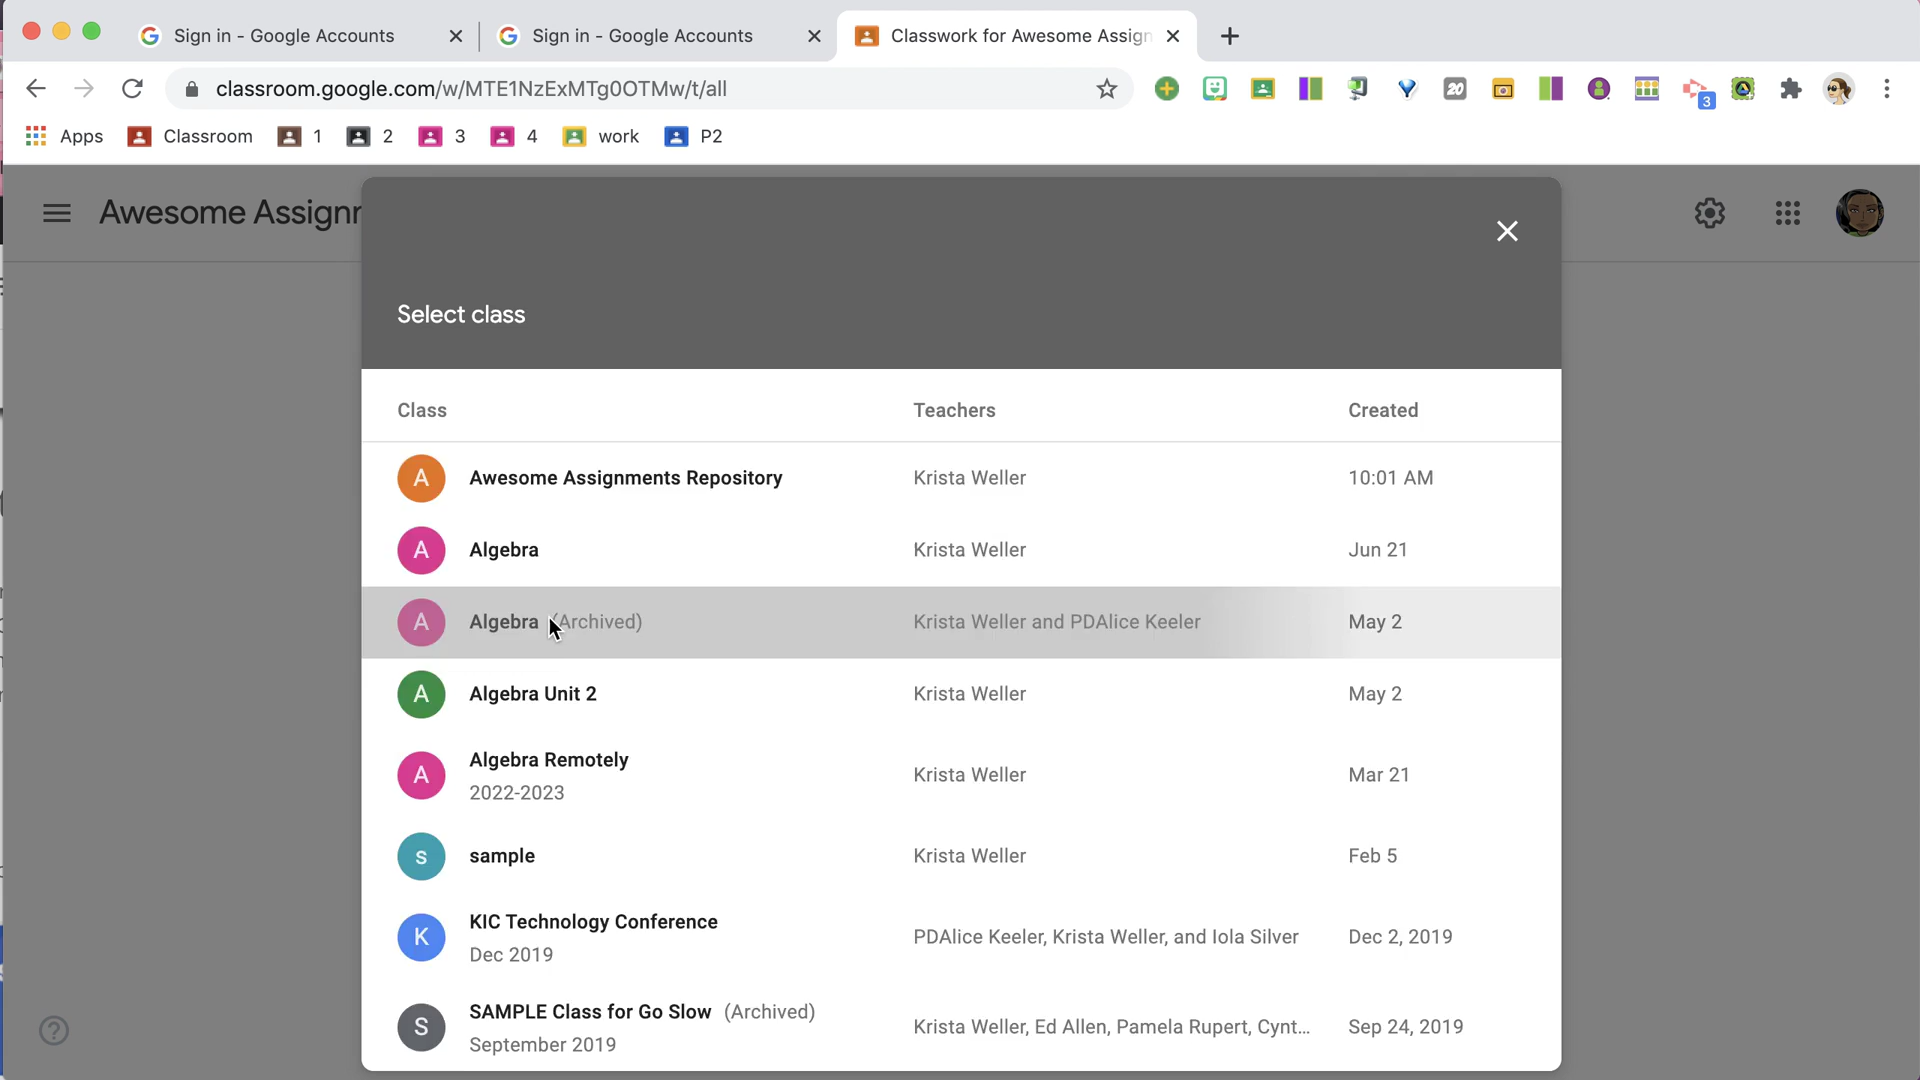 Sign in - Google Accounts
Sign in - Google Accounts
Classwork for Awesome Assign
classroom.google.com/w/MTE1NzExMTg0OTMw/t/all
20
3
Apps
Classroom
1
2
3
4
work
P2
Awesome Assignr
Select class
Class Teachers Created
A Awesome Assignments Repository Krista Weller 10:01 AM
A Algebra Krista Weller Jun 21
A Algebra (Archived) Krista Weller and PDAlice Keeler May 2
A Algebra Unit 2 Krista Weller May 2
A Algebra Remotely Krista Weller Mar 21
2022-2023
s sample Krista Weller Feb 5
K KIC Technology Conference PDAlice Keeler, Krista Weller, and Iola Silver Dec 2, 2019
Dec 2019
S SAMPLE Class for Go Slow (Archived) Krista Weller, Ed Allen, Pamela Rupert, Cynt... Sep 24, 2019
September 2019